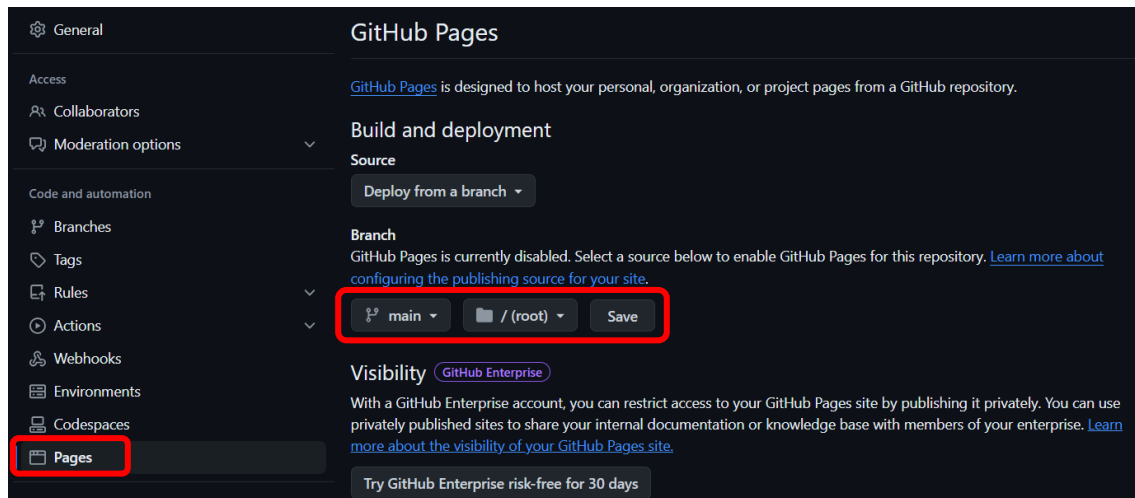 General
Access
Collaborators
Moderation options
Code and automation
Branches
Tags
Rules
Actions
Webhooks
Environments
Codespaces
Pages
GitHub Pages
GitHub Pages is designed to host your personal, organization, or project pages from a GitHub repository.
Build and deployment
Source
Deploy from a branch
Branch
GitHub Pages is currently disabled. Select a source below to enable GitHub Pages for this repository. Learn more about
configuring the publishing source for your site.
main / (root) Save
Visibility GitHub Enterprise
With a GitHub Enterprise account, you can restrict access to your GitHub Pages site by publishing it privately. You can use
privately published sites to share your internal documentation or knowledge base with members of your enterprise. Learn
more about the visibility of your GitHub Pages site.
Try GitHub Enterprise risk-free for 30 days